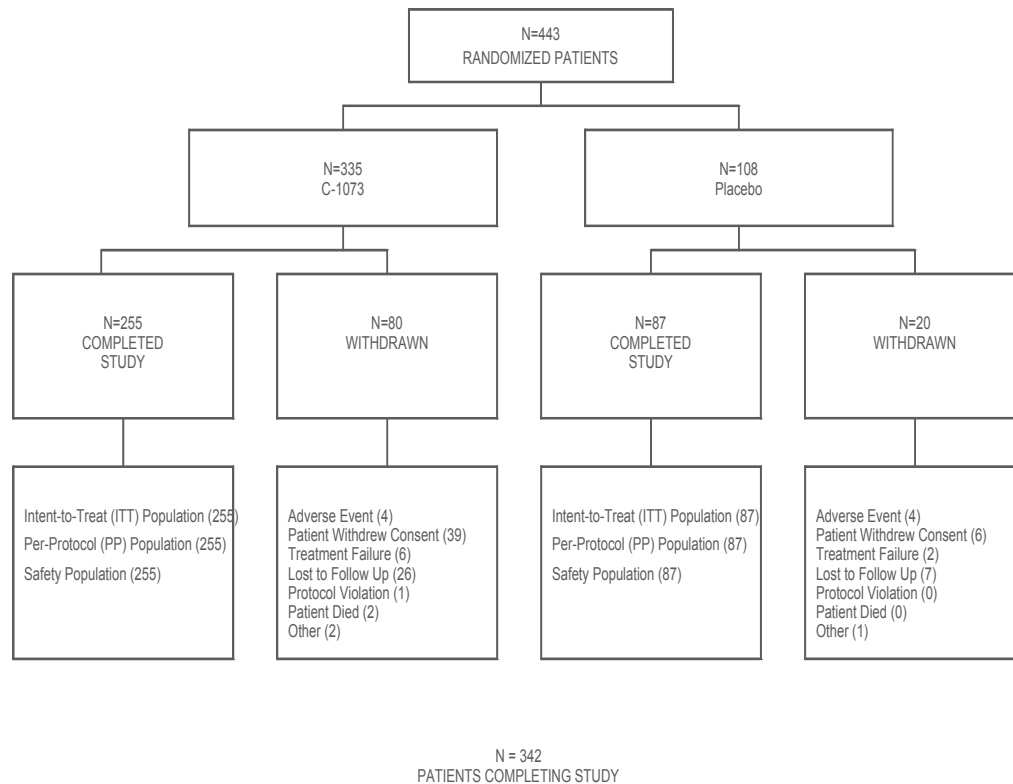 N=443
RANDOMIZED PATIENTS
N=335
C-1073
N=108
Placebo
N=255
COMPLETED
STUDY
N=80
WITHDRAWN
N=87
COMPLETED
STUDY
N=20
WITHDRAWN
Intent-to-Treat (ITT) Population (255)
Per-Protocol (PP) Population (255)
Safety Population (255)
Adverse Event (4)
Patient Withdrew Consent (39)
Treatment Failure (6)
Lost to Follow Up (26)
Protocol Violation (1)
Patient Died (2)
Other (2)
Intent-to-Treat (ITT) Population (87)
Per-Protocol (PP) Population (87)
Safety Population (87)
Adverse Event (4)
Patient Withdrew Consent (6)
Treatment Failure (2)
Lost to Follow Up (7)
Protocol Violation (0)
Patient Died (0)
Other (1)
N = 342
PATIENTS COMPLETING STUDY